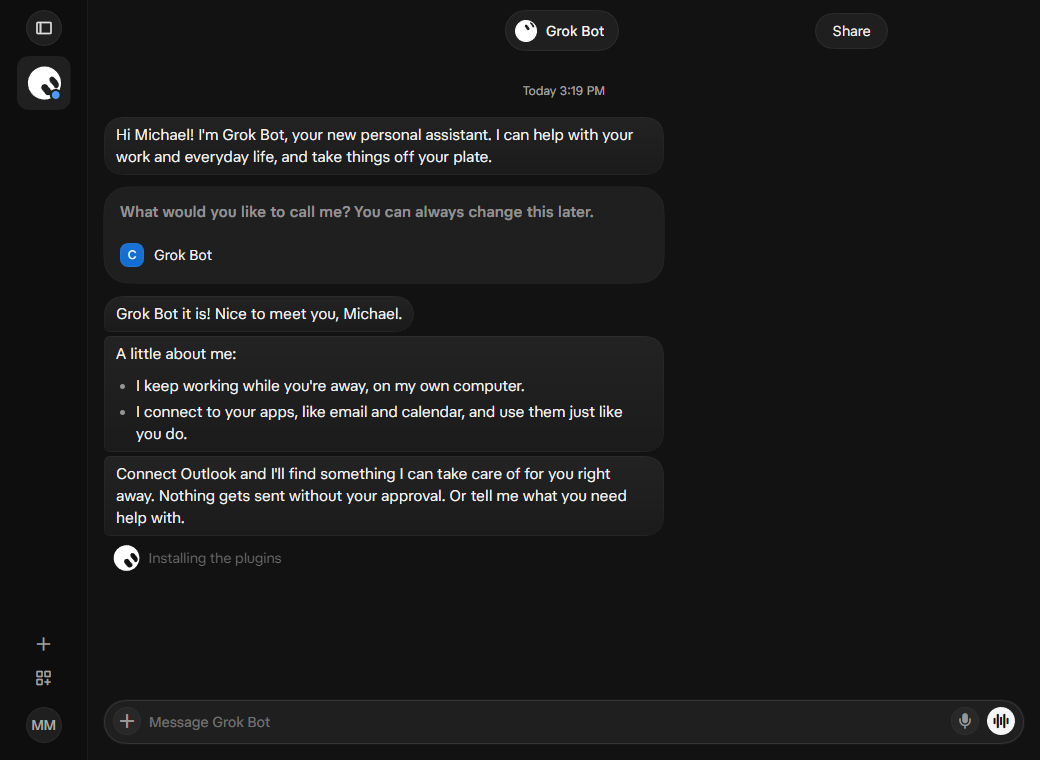 Grok Bot
Share
Today 3:19 PM
Hi Michael! I'm Grok Bot, your new personal assistant. I can help with your
work and everyday life, and take things off your plate.
What would you like to call me? You can always change this later.
C Grok Bot
Grok Bot it is! Nice to meet you, Michael.
A little about me:
• I keep working while you're away, on my own computer.
• I connect to your apps, like email and calendar, and use them just like
you do.
Connect Outlook and I'll find something I can take care of for you right
away. Nothing gets sent without your approval. Or tell me what you need
help with.
Installing the plugins
MM
Message Grok Bot